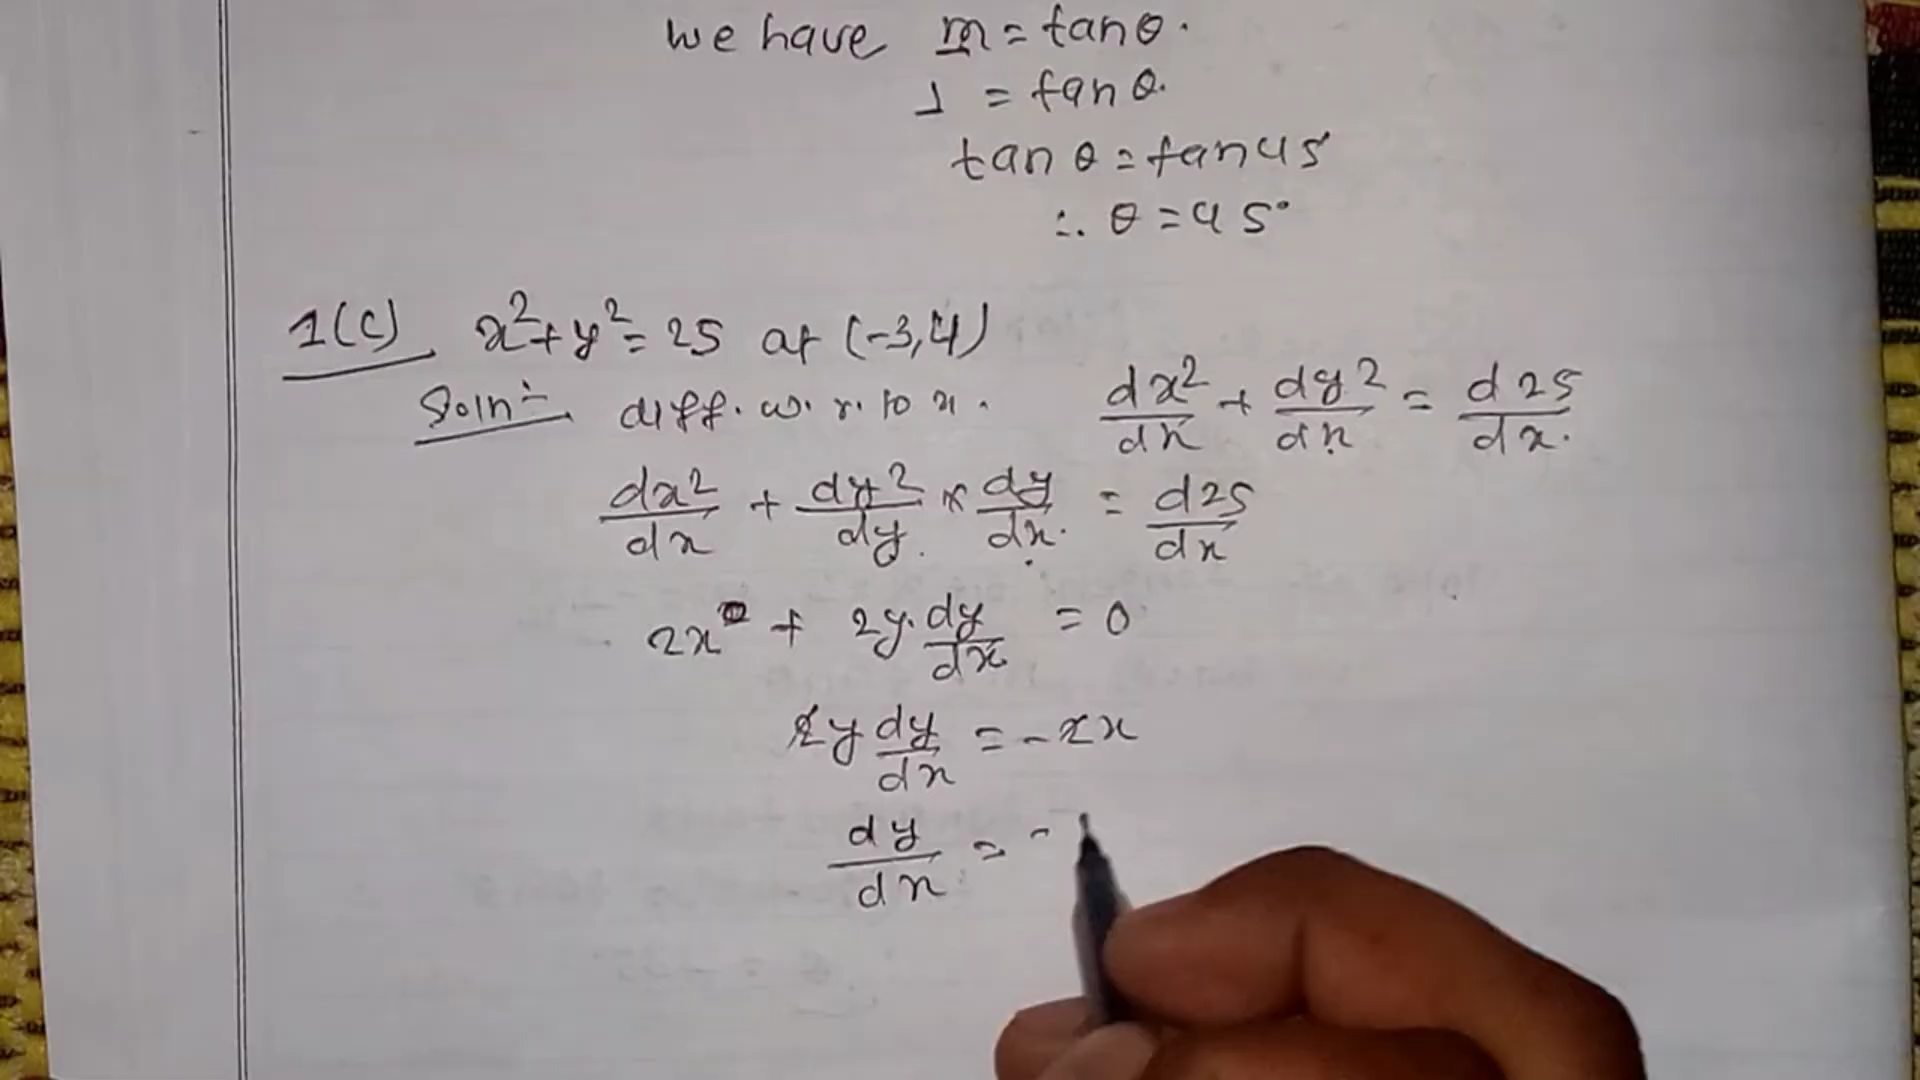 we have m = tanθ.
1 = tanθ.
tan θ = tan45
∴ θ = 45°
1(c) x² + y² = 25 at (-3,4)
Soln:- diff. w. r. to x. dx²/dx + dy²/dx = d25/dx.
dx²/dx + dy²/dy × dy/dx = d25/dx
2x + 2y. dy/dx = 0
2y dy/dx = -2x
dy/dx = -